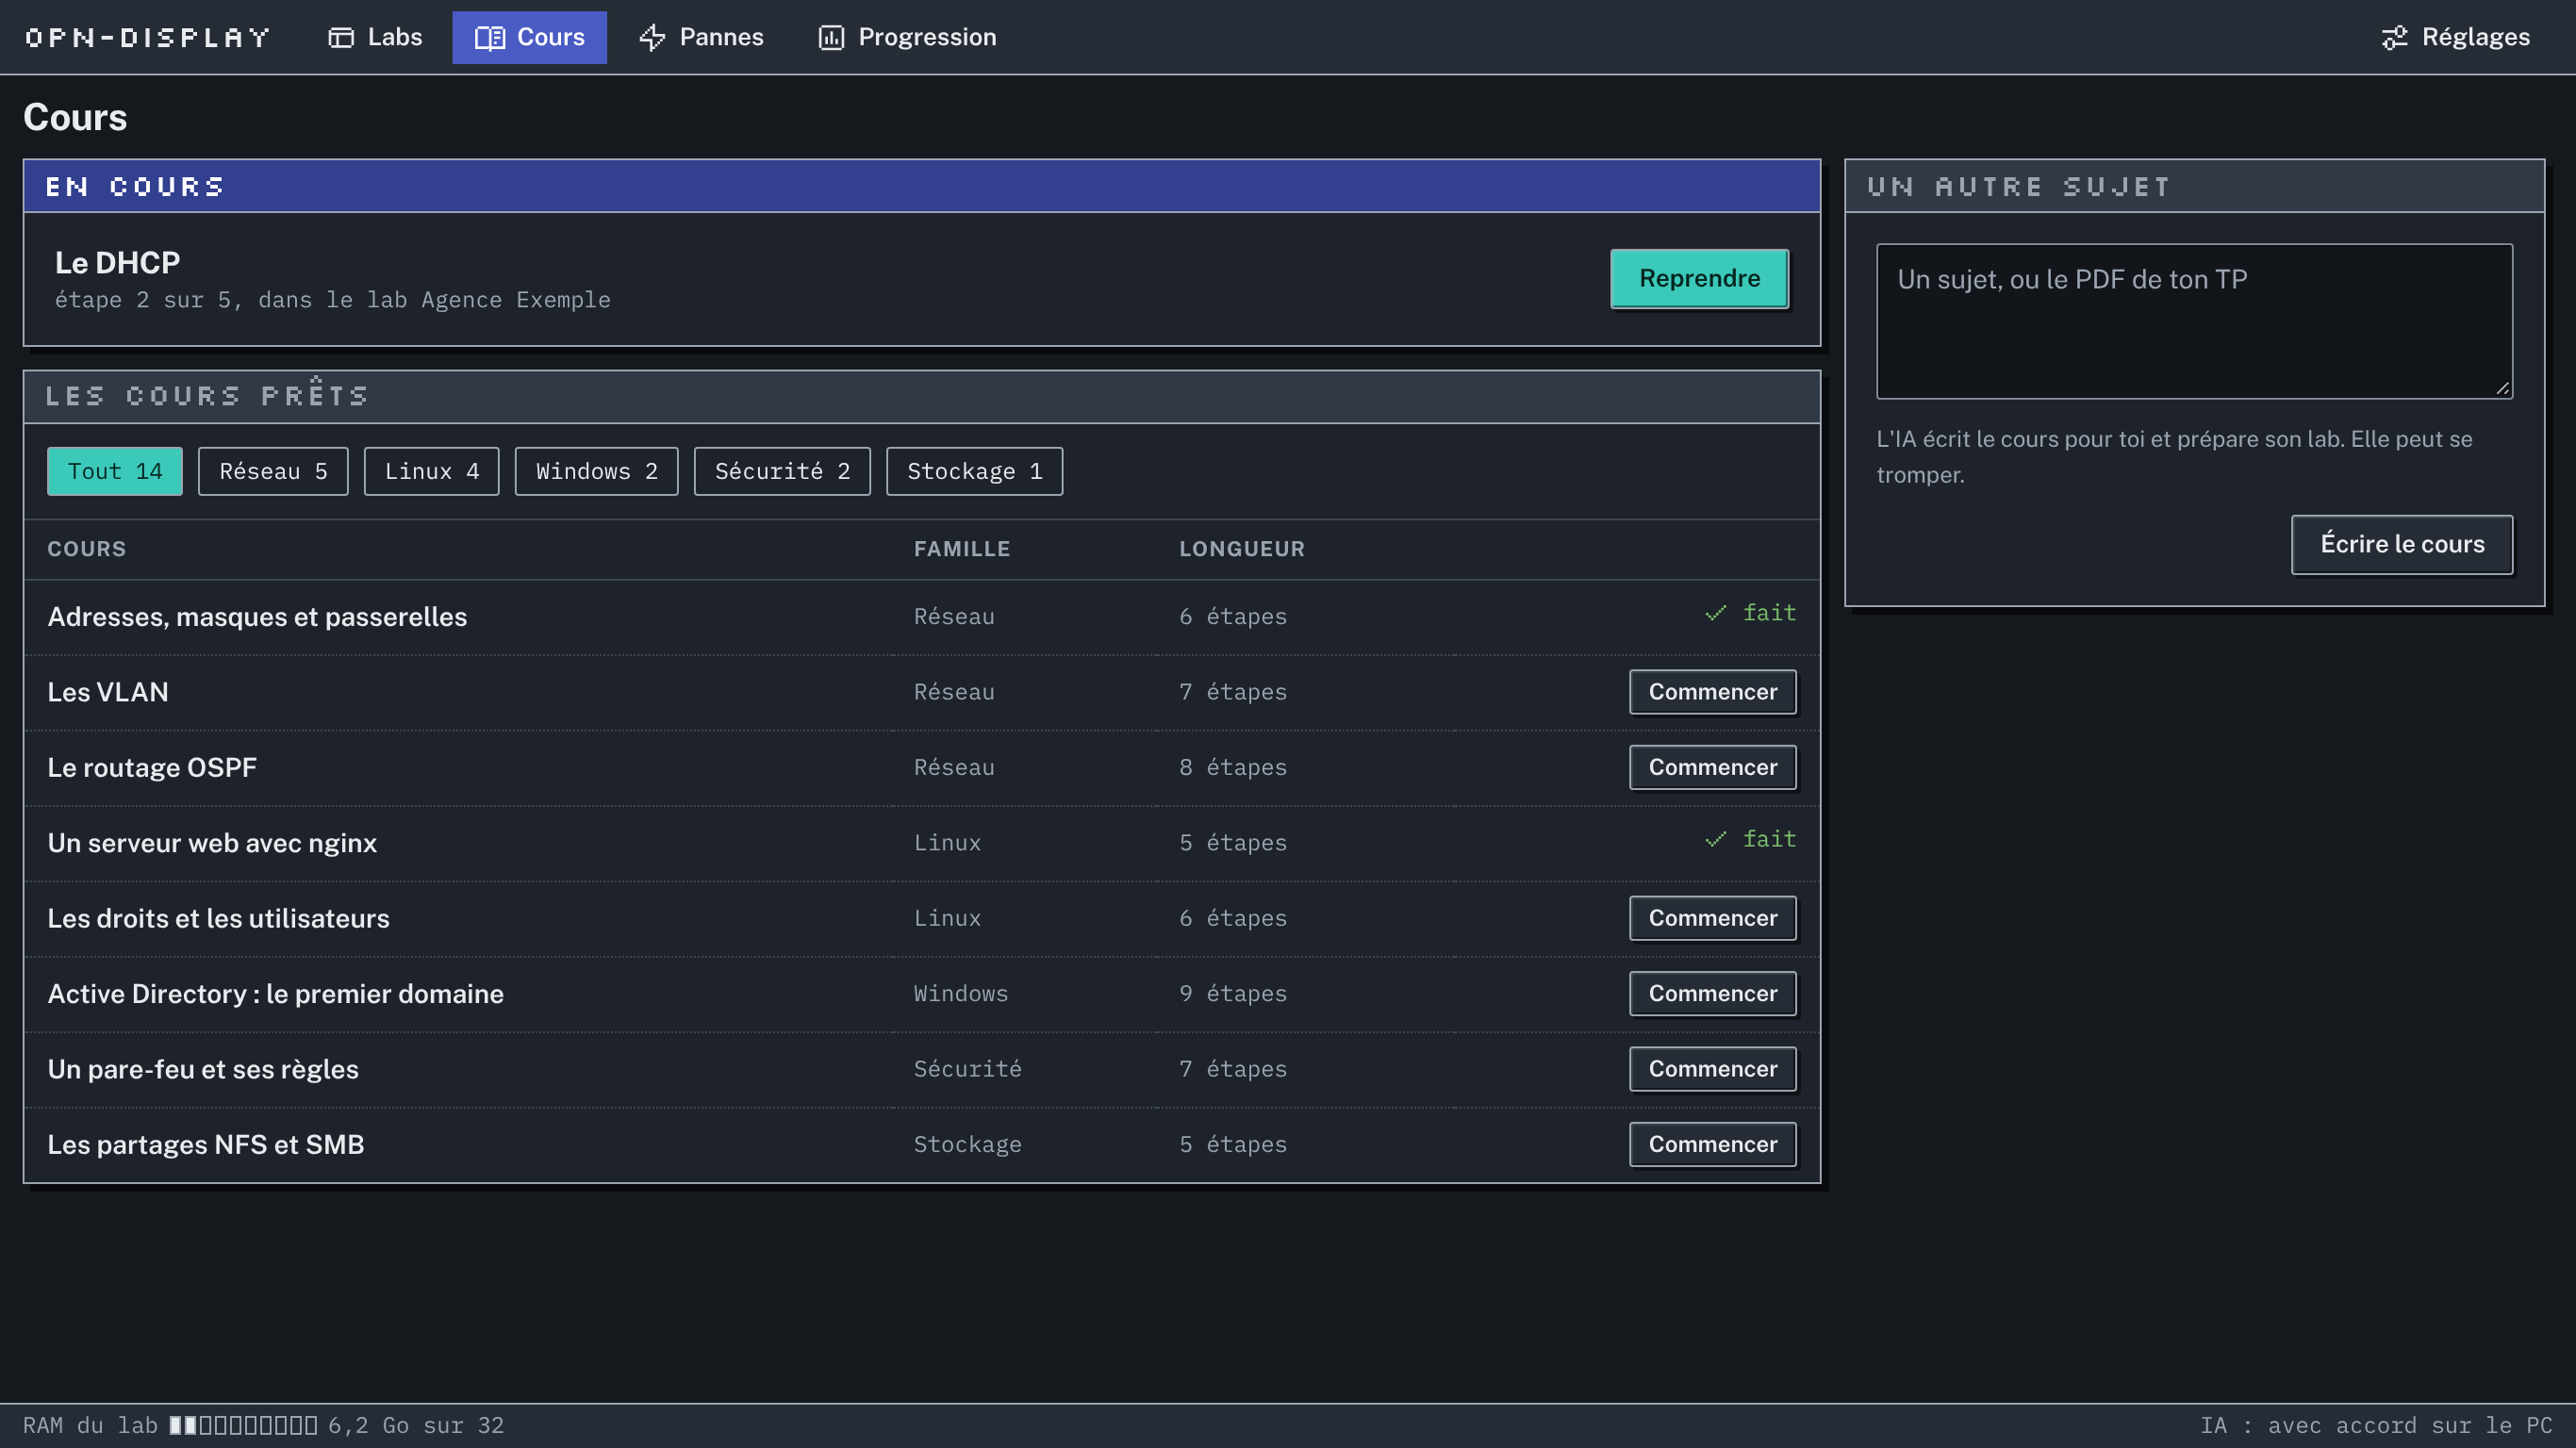 OPN-DISPLAY Labs Cours Pannes Progression Réglages
Cours
EN COURS
Le DHCP
étape 2 sur 5, dans le lab Agence Exemple
Reprendre
LES COURS PRÊTS
Tout 14 Réseau 5 Linux 4 Windows 2 Sécurité 2 Stockage 1
COURS FAMILLE LONGUEUR
Adresses, masques et passerelles Réseau 6 étapes fait
Les VLAN Réseau 7 étapes Commencer
Le routage OSPF Réseau 8 étapes Commencer
Un serveur web avec nginx Linux 5 étapes fait
Les droits et les utilisateurs Linux 6 étapes Commencer
Active Directory : le premier domaine Windows 9 étapes Commencer
Un pare-feu et ses règles Sécurité 7 étapes Commencer
Les partages NFS et SMB Stockage 5 étapes Commencer
UN AUTRE SUJET
Un sujet, ou le PDF de ton TP
L'IA écrit le cours pour toi et prépare son lab. Elle peut se
tromper.
Écrire le cours
RAM du lab 6,2 Go sur 32 IA : avec accord sur le PC